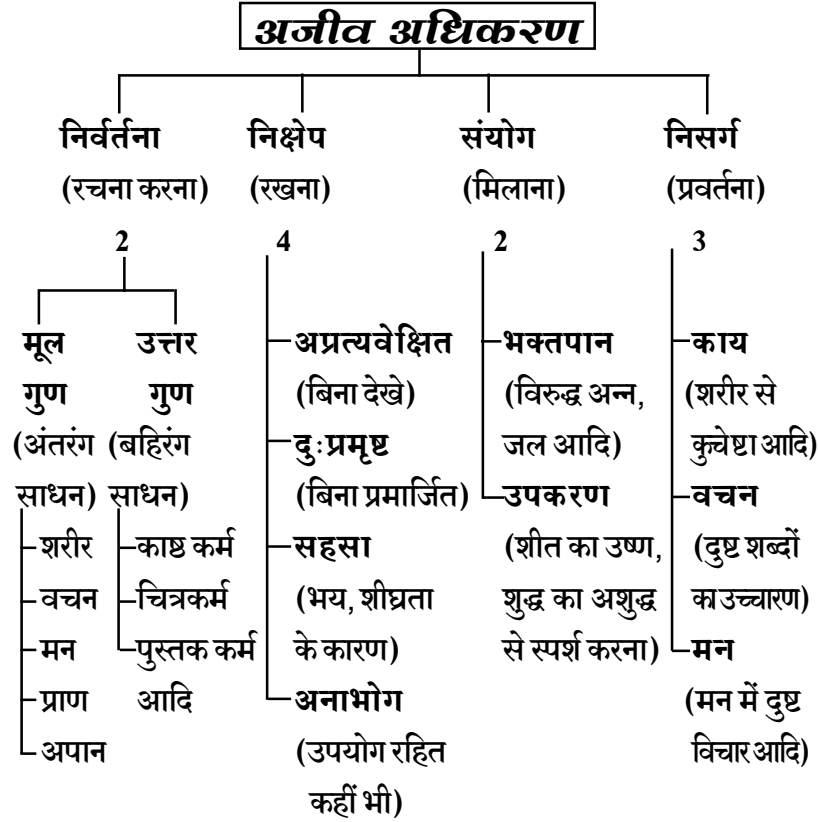 अजीव अधिकरण
निर्वर्तना निक्षेप संयोग निसर्ग
(रचना करना) (रखना) (मिलाना) (प्रवर्तना)
2 4 2 3
मूल
गुण
(अंतरंग
साधन)
शरीर
वचन
मन
प्राण
अपान
उत्तर
गुण
(बहिरंग
साधन)
काष्ठ कर्म
चित्रकर्म
पुस्तक कर्म
आदि
अप्रत्यवेक्षित
(बिना देखे)
दुःप्रमृष्ट
(बिना प्रमार्जित)
सहसा
(भय, शीघ्रता
के कारण)
अनाभोग
(उपयोग रहित
कहीं भी)
भक्तपान
(विरुद्ध अन्न,
जल आदि)
उपकरण
(शीत का उष्ण,
शुद्ध का अशुद्ध
से स्पर्श करना)
काय
(शरीर से
कुचेष्टा आदि)
वचन
(दुष्ट शब्दों
का उच्चारण)
मन
(मन में दुष्ट
विचार आदि)